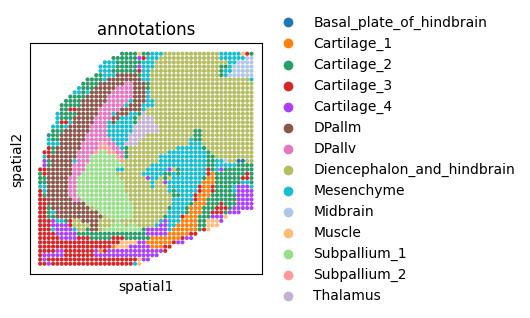 annotations
spatial2
spatial1
Basal_plate_of_hindbrain
Cartilage_1
Cartilage_2
Cartilage_3
Cartilage_4
DPallm
DPallv
Diencephalon_and_hindbrain
Mesenchyme
Midbrain
Muscle
Subpallium_1
Subpallium_2
Thalamus